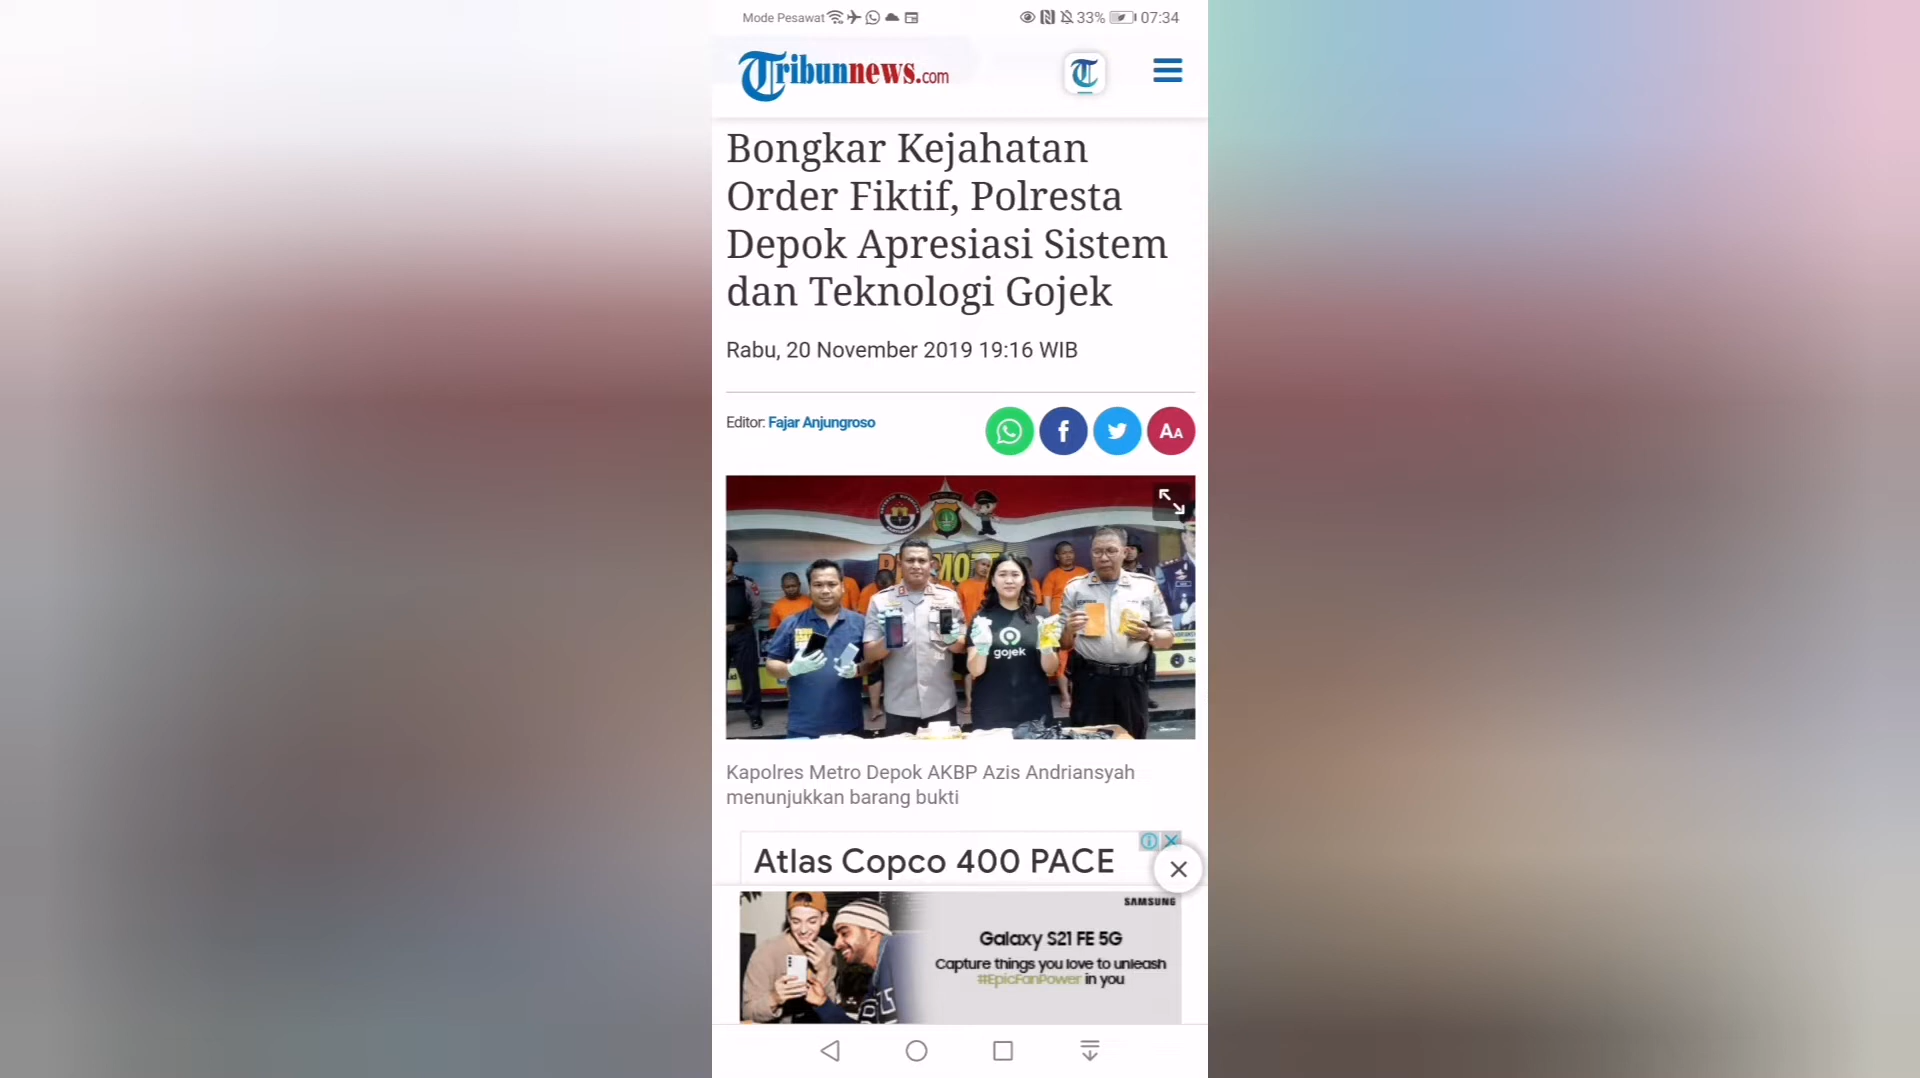 Mode Pesawat
33% 07:34
Tribunnews.com
Bongkar Kejahatan
Order Fiktif, Polresta
Depok Apresiasi Sistem
dan Teknologi Gojek
Rabu, 20 November 2019 19:16 WIB
Editor: Fajar Anjungroso
AA
gojek
Kapolres Metro Depok AKBP Azis Andriansyah
menunjukkan barang bukti
Atlas Copco 400 PACE
SAMSUNG
Galaxy S21 FE 5G
Capture things you love to unleash
#EpicFanPower in you